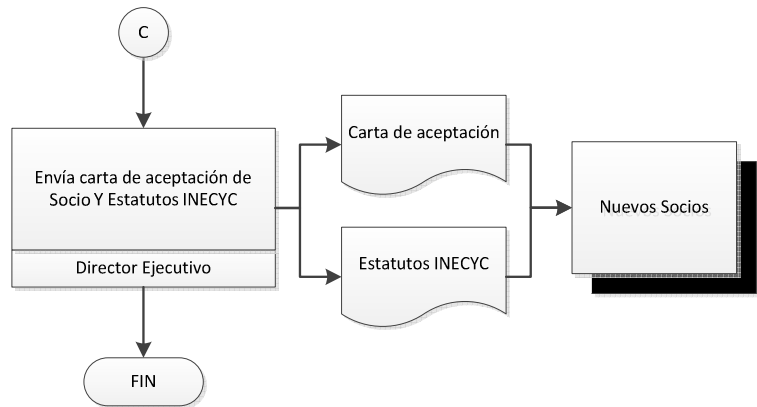 C
Envía carta de aceptación de
Socio Y Estatutos INECYC
Director Ejecutivo
Carta de aceptación
Estatutos INECYC
Nuevos Socios
FIN